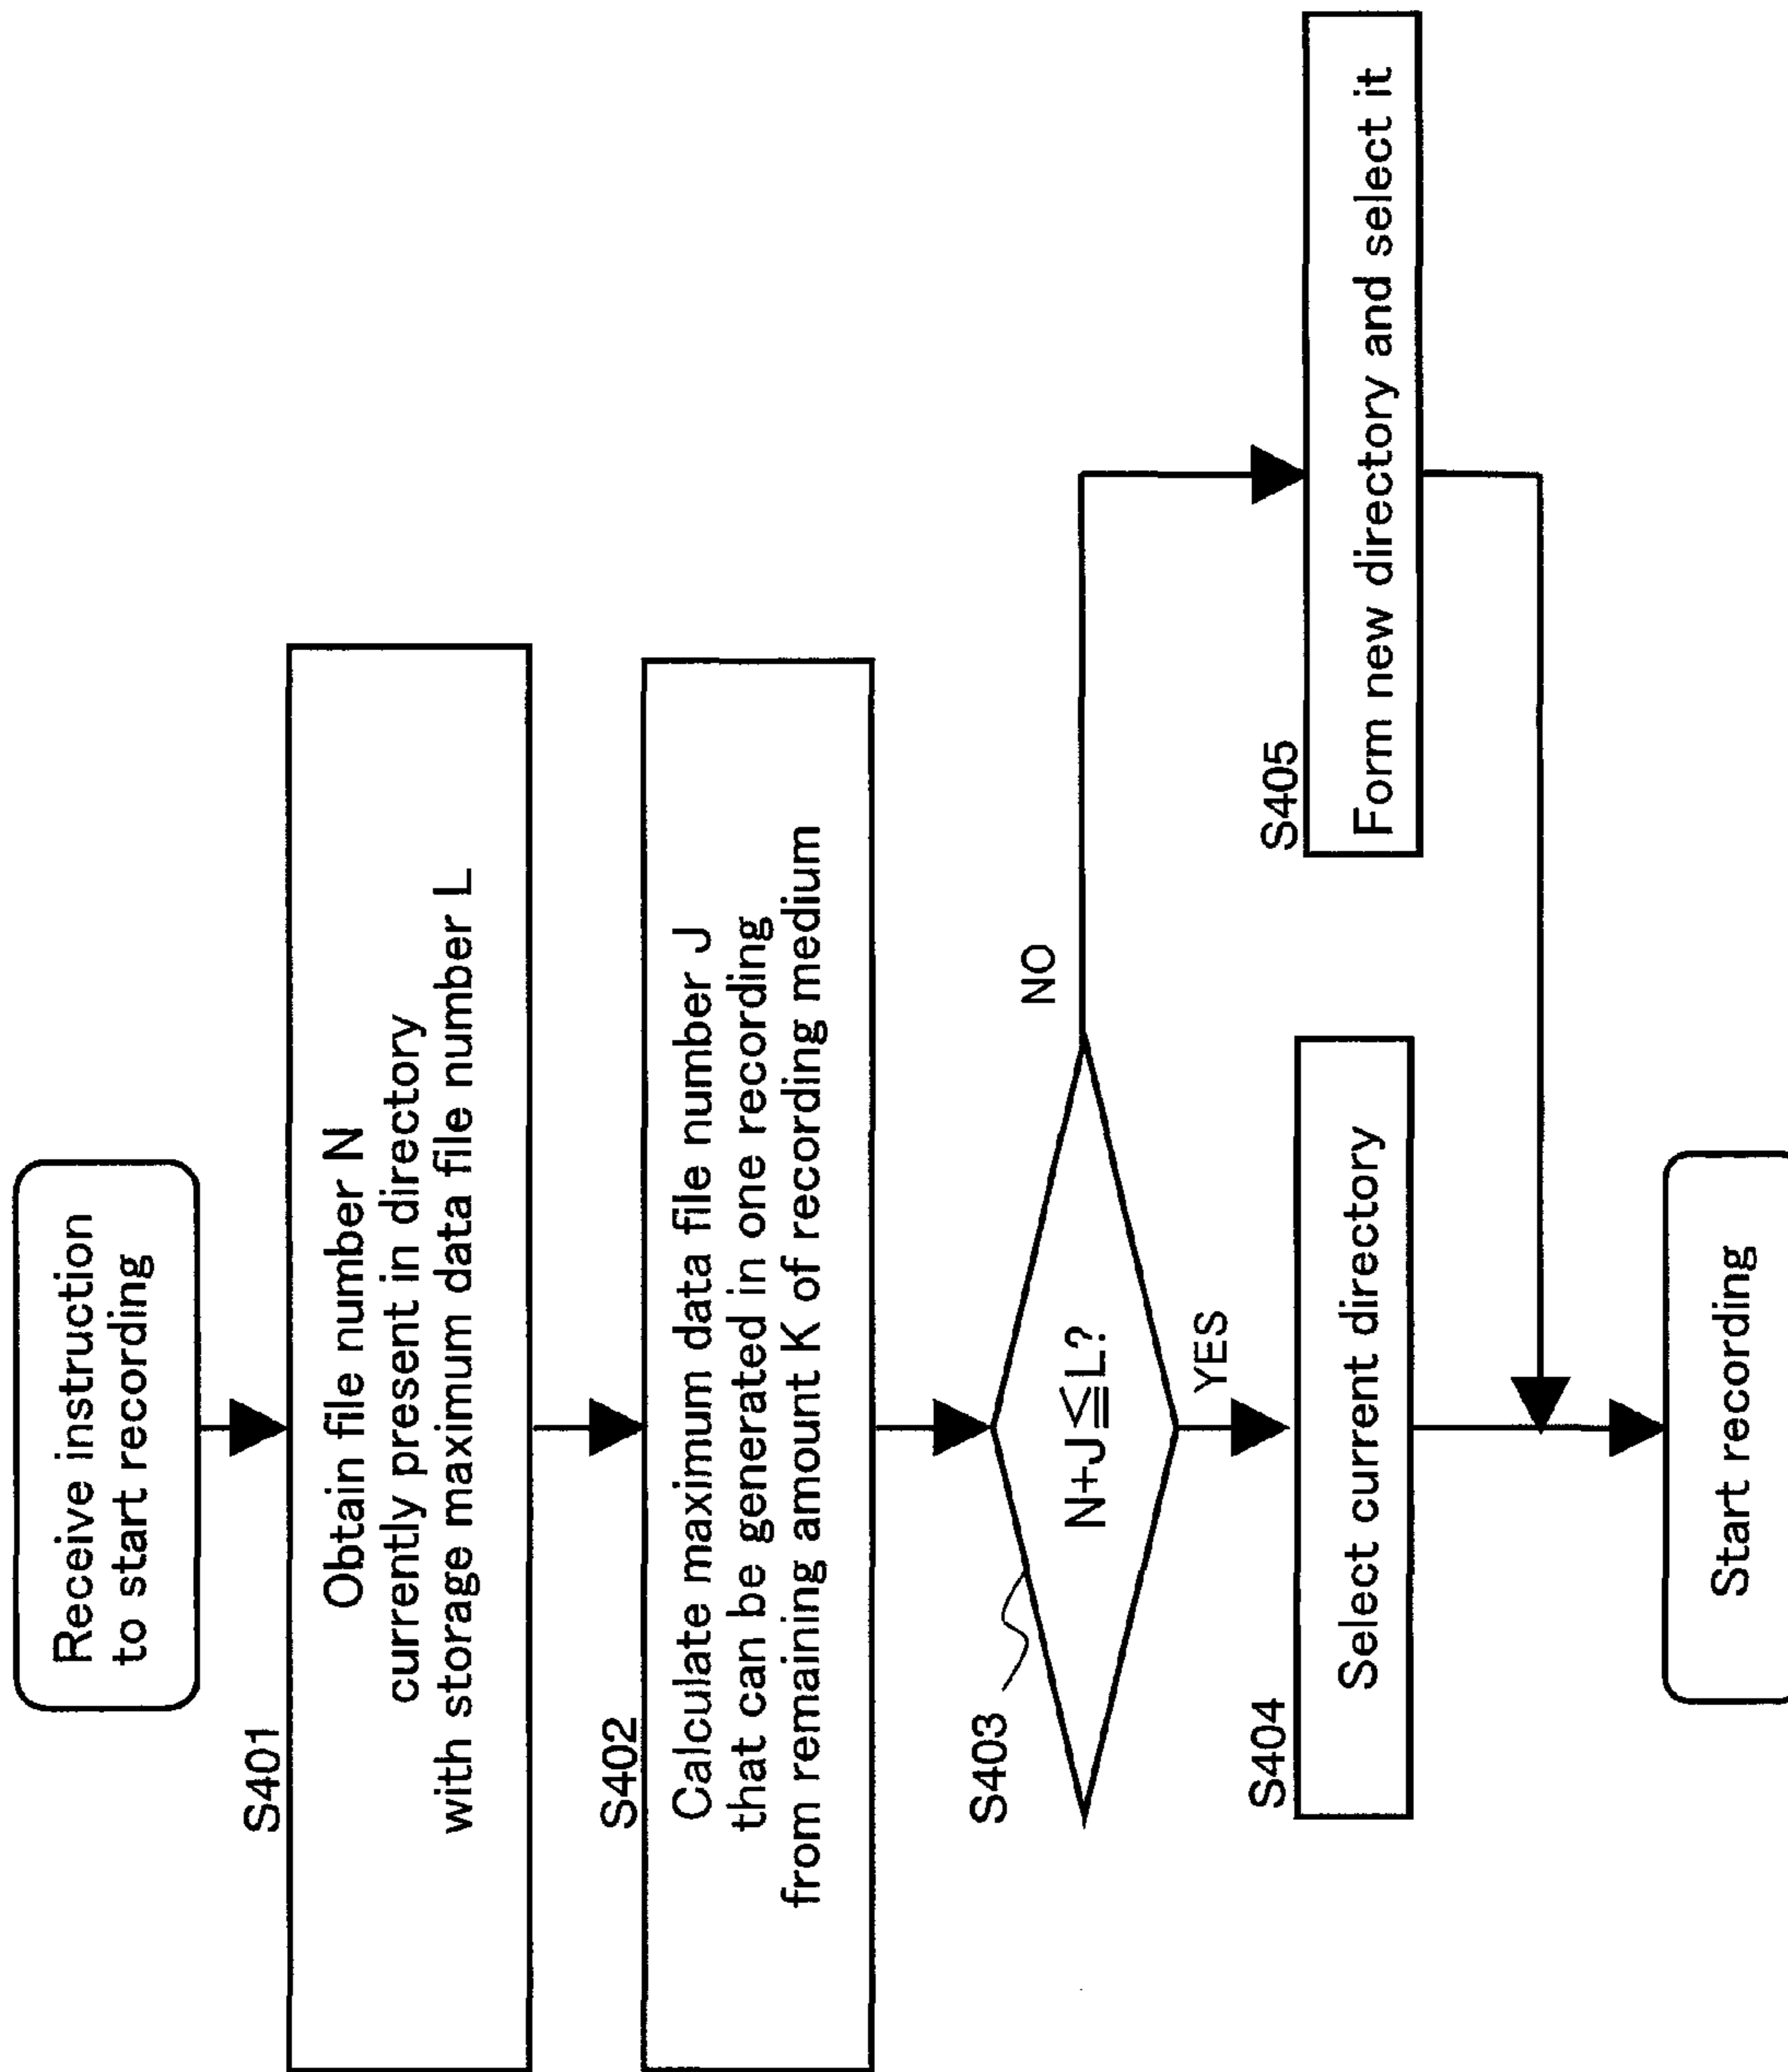 Receive instruction
to start recording
S401
Obtain file number N
currently present in directory
with storage maximum data file number L
S402
Calculate maximum data file number J
that can be generated in one recording
from remaining amount K of recording medium
S403
N+J≦L?
NO
YES
S404
Select current directory
S405
Form new directory and select it
Start recording